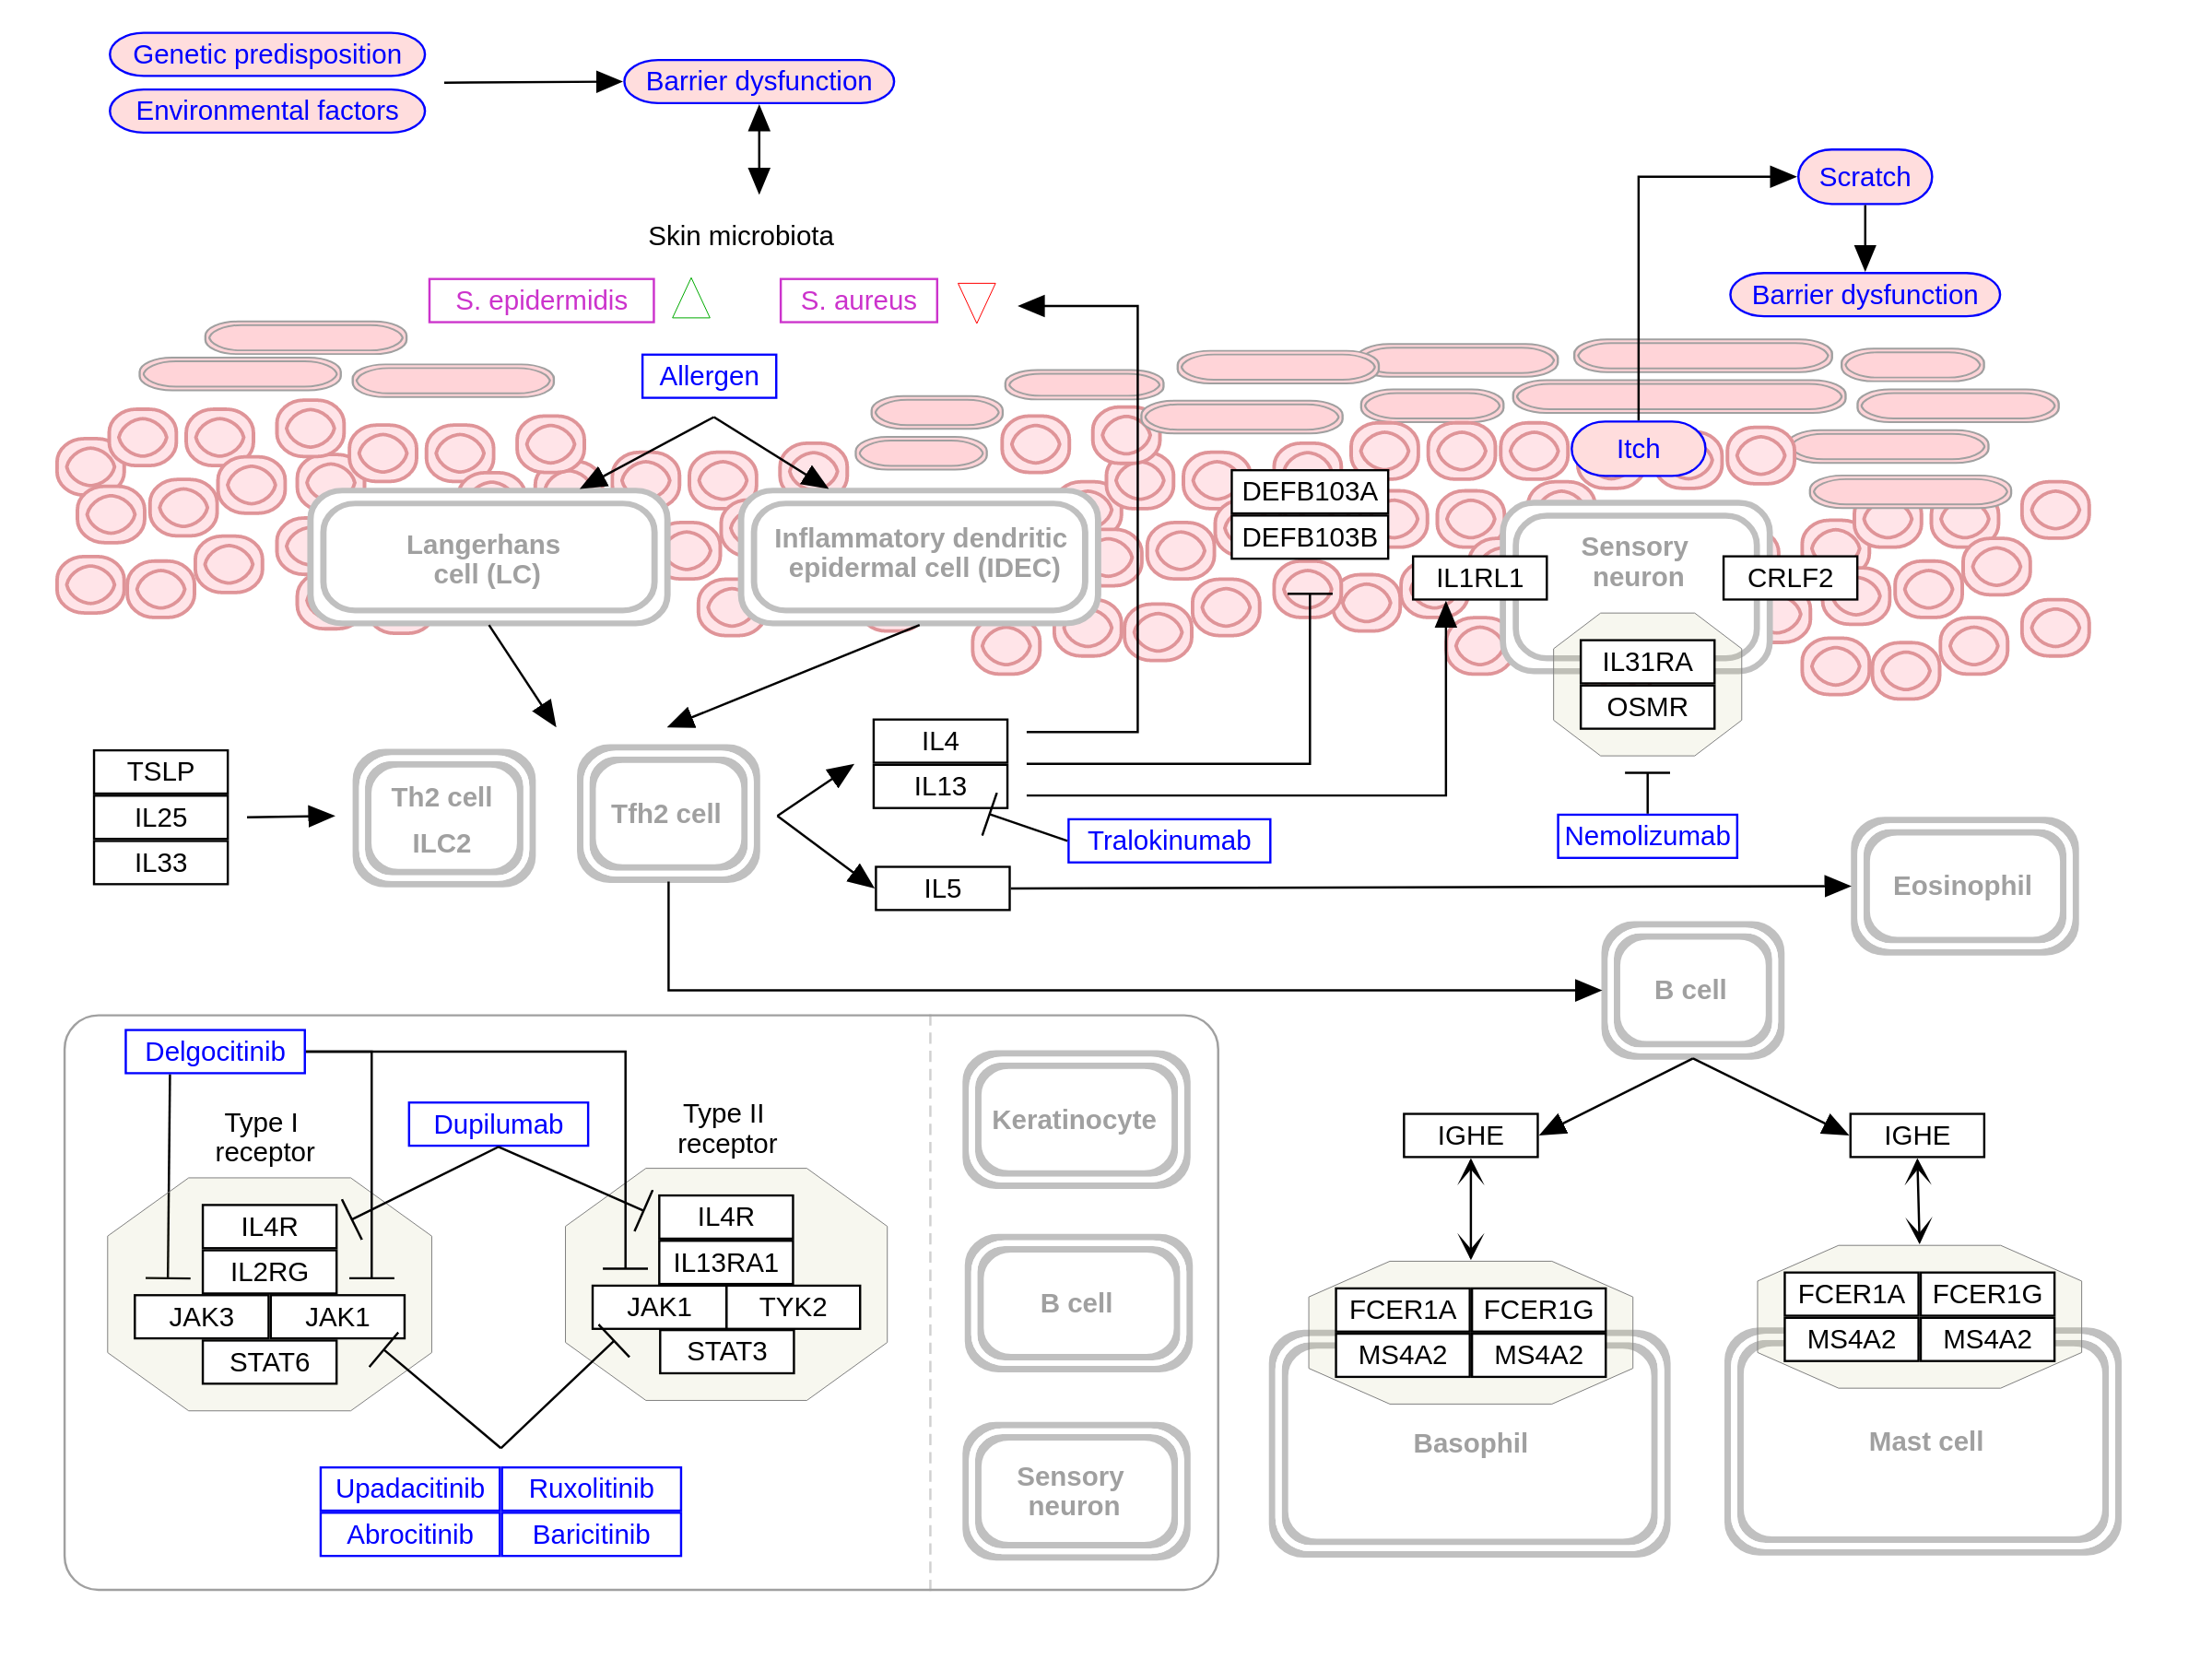 Genetic predisposition
Environmental factors
Barrier dysfunction
Scratch
Skin microbiota
S. epidermidis
S. aureus
Barrier dysfunction
Allergen
Itch
DEFB103A
DEFB103B
Langerhans
cell (LC)
Inflammatory dendritic
epidermal cell (IDEC)
Sensory
neuron
IL1RL1
CRLF2
IL31RA
OSMR
TSLP
IL25
IL33
Th2 cell
ILC2
Tfh2 cell
IL4
IL13
Tralokinumab
Nemolizumab
IL5
Eosinophil
B cell
Delgocitinib
Dupilumab
Type I
receptor
Type II
receptor
Keratinocyte
IGHE
IGHE
IL4R
IL2RG
JAK3
JAK1
STAT6
IL4R
IL13RA1
JAK1
TYK2
STAT3
B cell
FCER1A
FCER1G
MS4A2
MS4A2
FCER1A
FCER1G
MS4A2
MS4A2
Basophil
Mast cell
Sensory
neuron
Upadacitinib
Ruxolitinib
Abrocitinib
Baricitinib